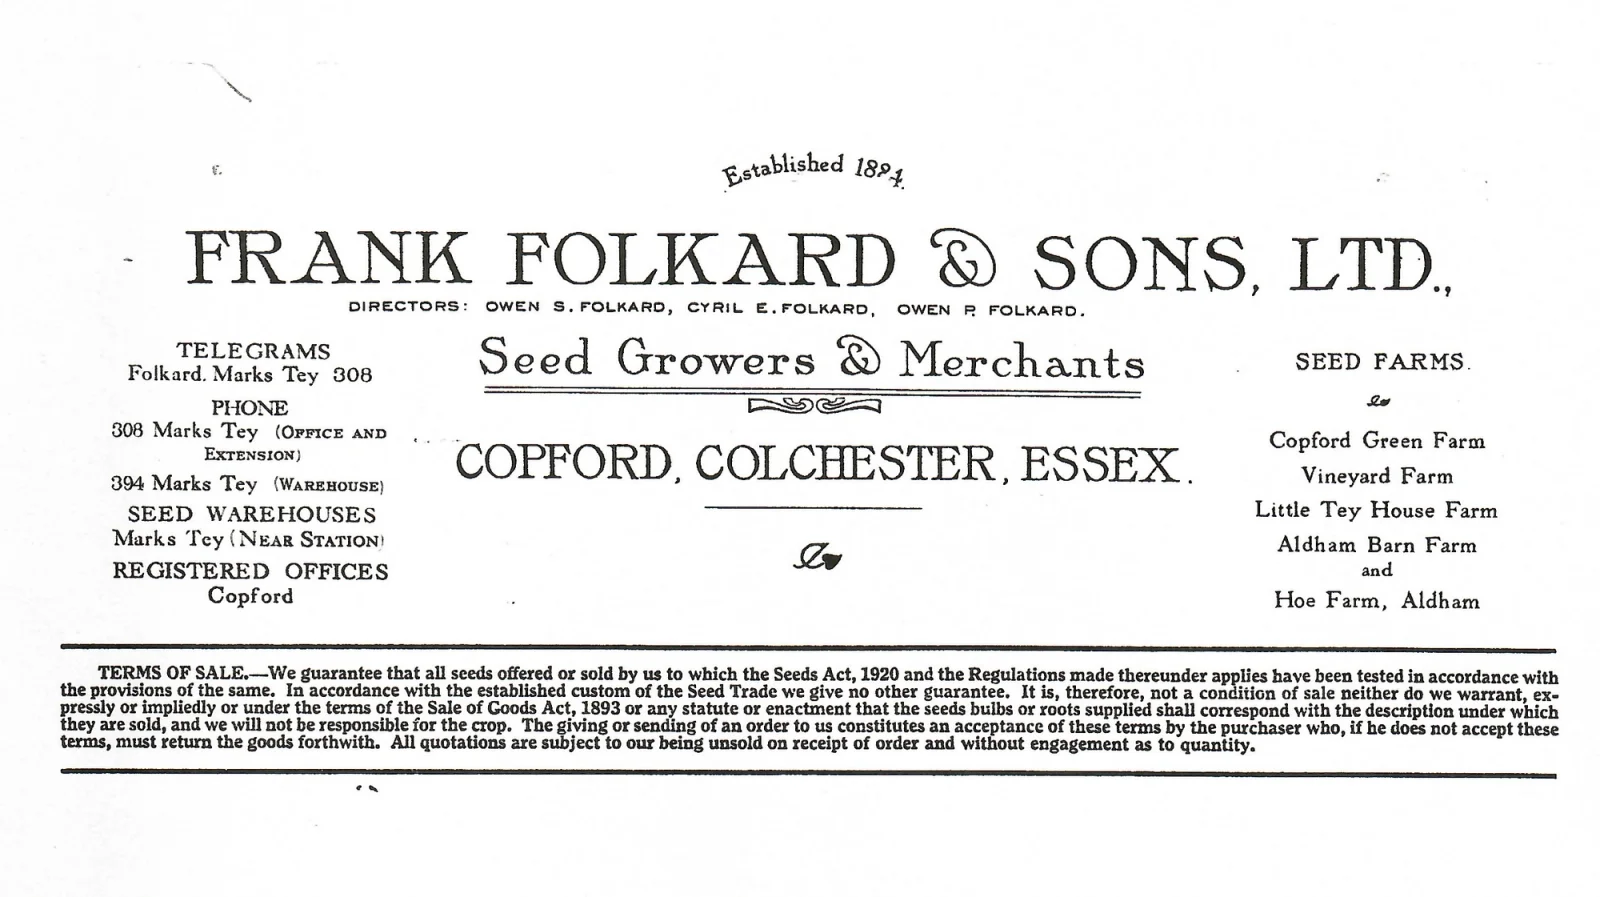 Established 1894.
FRANK FOLKARD & SONS, LTD.,
DIRECTORS: OWEN S. FOLKARD, CYRIL E. FOLKARD, OWEN P. FOLKARD.
Seed Growers & Merchants
COPFORD, COLCHESTER, ESSEX.
TELEGRAMS
Folkard. Marks Tey 308
PHONE
308 Marks Tey (OFFICE AND
EXTENSION)
394 Marks Tey (WAREHOUSE)
SEED WAREHOUSES
Marks Tey (NEAR STATION)
REGISTERED OFFICES
Copford
SEED FARMS.
Copford Green Farm
Vineyard Farm
Little Tey House Farm
Aldham Barn Farm
and
Hoe Farm, Aldham
TERMS OF SALE.—We guarantee that all seeds offered or sold by us to which the Seeds Act, 1920 and the Regulations made thereunder applies have been tested in accordance with
the provisions of the same. In accordance with the established custom of the Seed Trade we give no other guarantee. It is, therefore, not a condition of sale neither do we warrant, ex-
pressly or impliedly or under the terms of the Sale of Goods Act, 1893 or any statute or enactment that the seeds bulbs or roots supplied shall correspond with the description under which
they are sold, and we will not be responsible for the crop. The giving or sending of an order to us constitutes an acceptance of these terms by the purchaser who, if he does not accept these
terms, must return the goods forthwith. All quotations are subject to our being unsold on receipt of order and without engagement as to quantity.